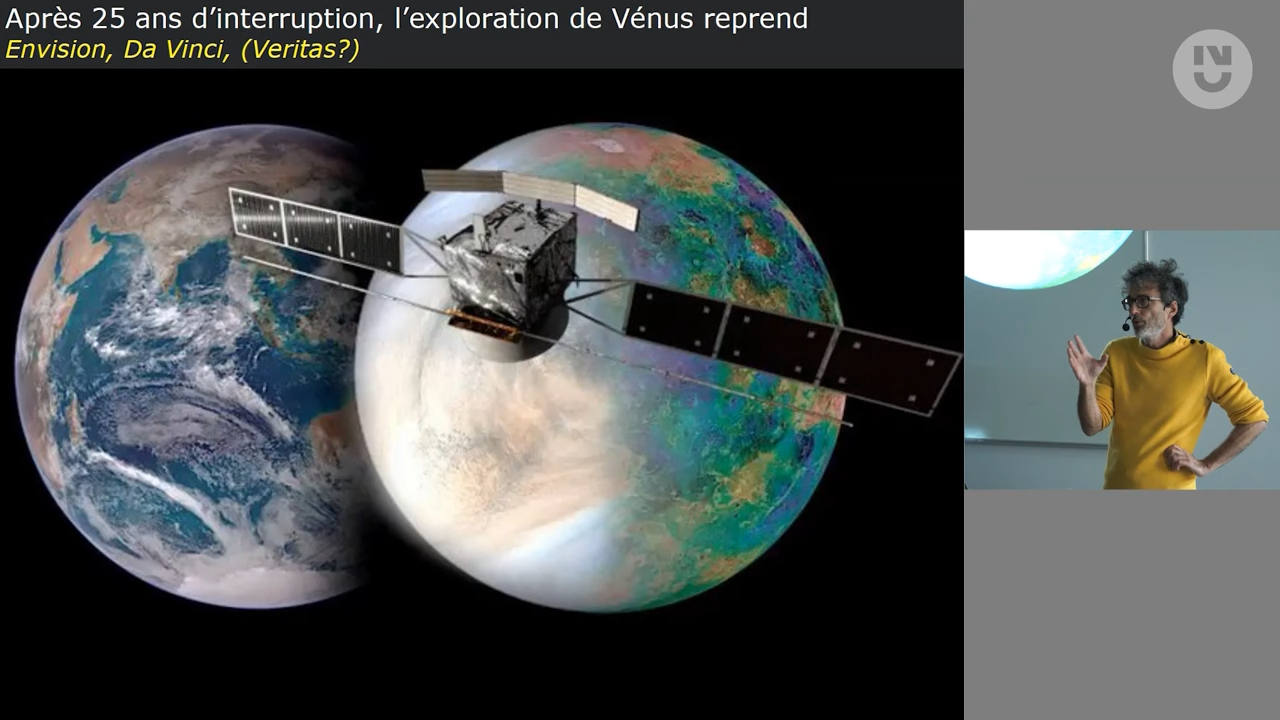 Après 25 ans d’interruption, l’exploration de Vénus reprend
Envision, Da Vinci, (Veritas?)